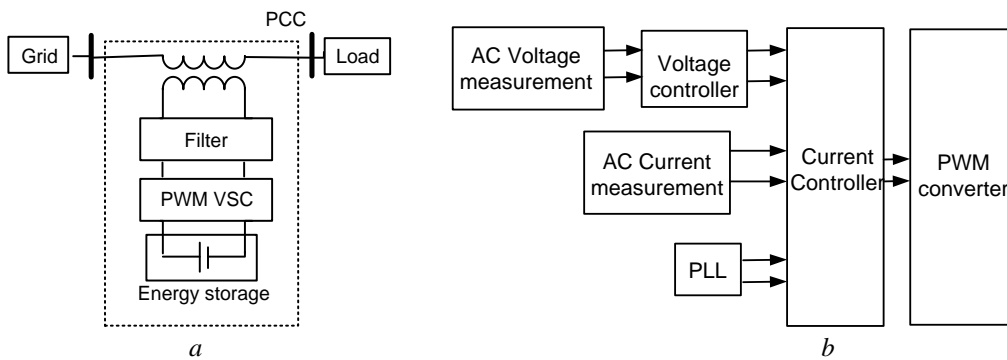 PCC
Grid
Load
Filter
PWM VSC
Energy storage
a
AC Voltage
measurement
Voltage
controller
AC Current
measurement
PLL
Current
Controller
PWM
converter
b